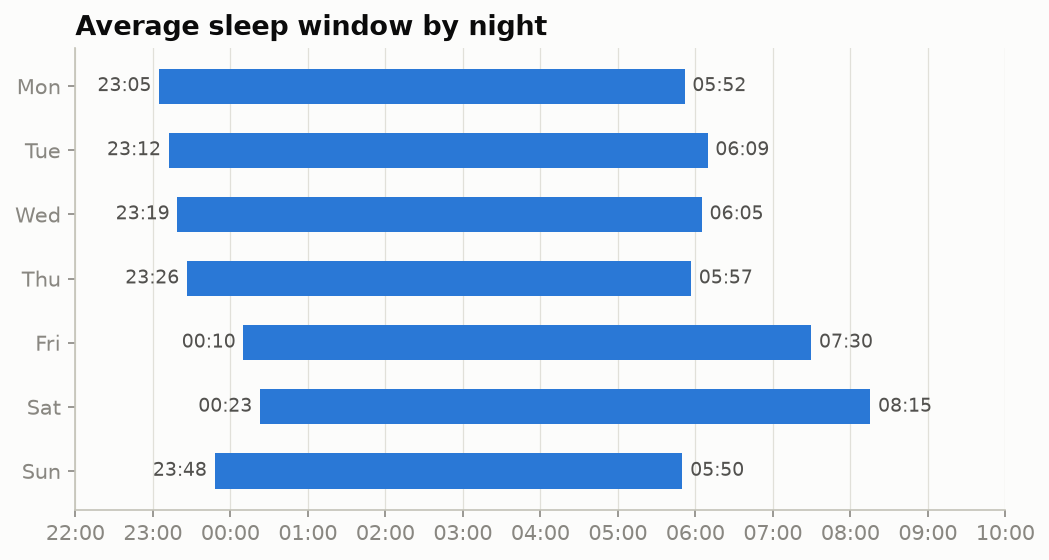 Average sleep window by night
Mon 23:05 05:52
Tue 23:12 06:09
Wed 23:19 06:05
Thu 23:26 05:57
Fri 00:10 07:30
Sat 00:23 08:15
Sun 23:48 05:50
22:00 23:00 00:00 01:00 02:00 03:00 04:00 05:00 06:00 07:00 08:00 09:00 10:00